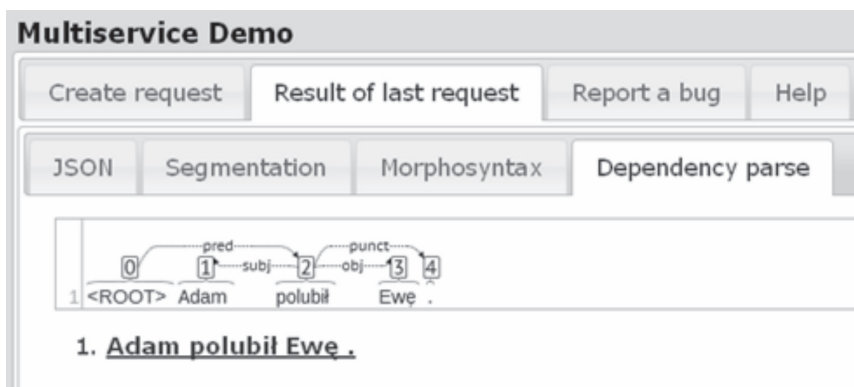 Multiservice Demo
Create request Result of last request Report a bug Help
JSON Segmentation Morphosyntax Dependency parse
pred punct
0 1 subj 2 obj 3 4
1 <ROOT> Adam polubił Ewę .
1. Adam polubił Ewę .